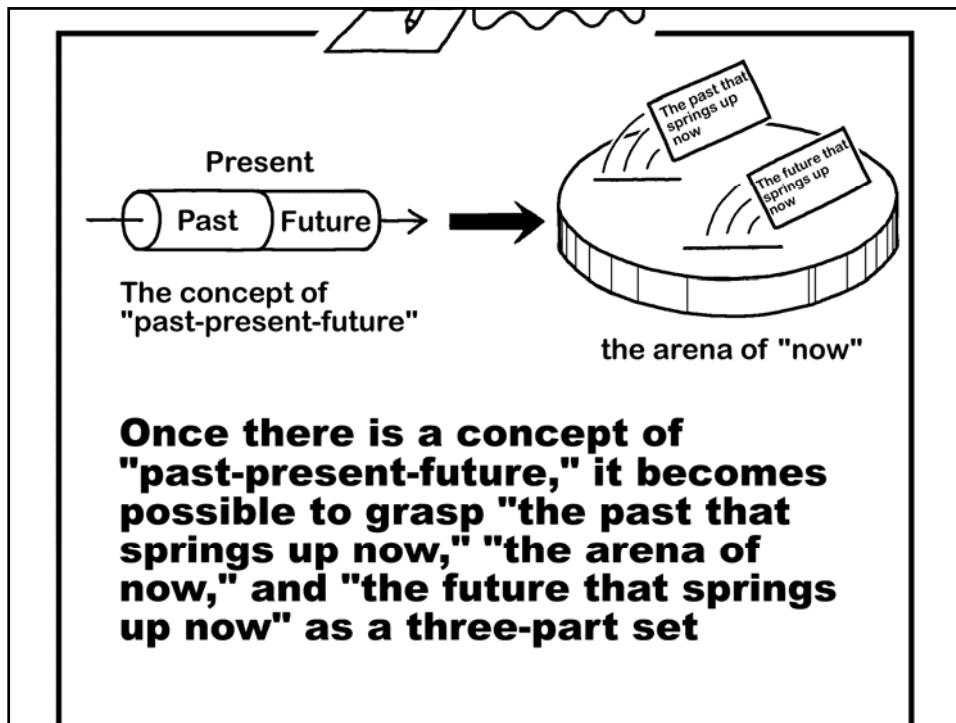 The past that
springs up
now
The future that
springs up
now
Present
Past
Future
The concept of
"past-present-future"
the arena of "now"
Once there is a concept of
"past-present-future," it becomes
possible to grasp "the past that
springs up now," "the arena of
now," and "the future that springs
up now" as a three-part set